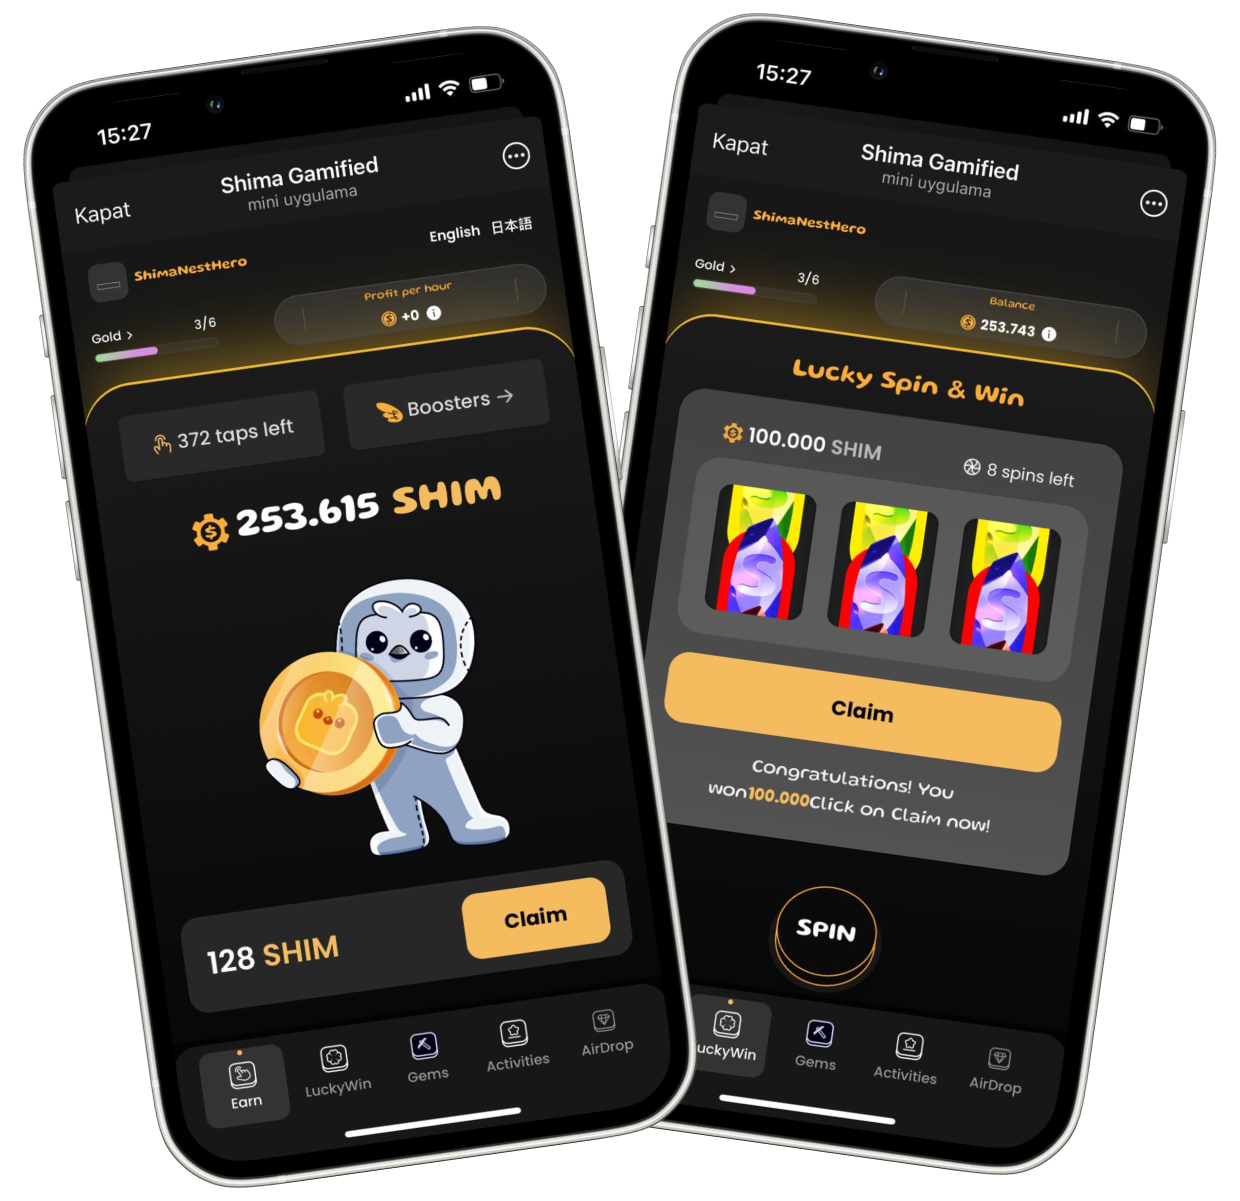 15:27
Kapat
Shima Gamified
mini uygulama
English 日本語
ShimaNestHero
Gold >
3/6
Profit per hour
+0
372 taps left
Boosters →
253.615 SHIM
128 SHIM
Claim
Earn
LuckyWin
Gems
Activities
AirDrop
15:27
Kapat
Shima Gamified
mini uygulama
ShimaNestHero
Gold >
3/6
Balance
253.743
Lucky Spin & Win
100.000 SHIM
8 spins left
Claim
Congratulations! You
won100.000Click on Claim now!
SPIN
uckyWin
Gems
Activities
AirDrop